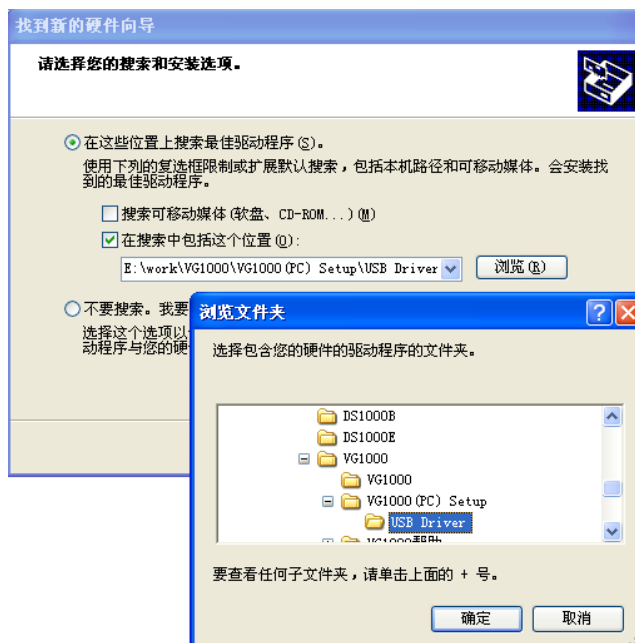 找到新的硬件向导
请选择您的搜索和安装选项。
在这些位置上搜索最佳驱动程序(S)。
使用下列的复选框限制或扩展默认搜索，包括本机路径和可移动媒体。会安装找
到的最佳驱动程序。
搜索可移动媒体(软盘、CD-ROM...)(M)
在搜索中包括这个位置(O):
E:\work\VG1000\VG1000(PC) Setup\USB Driver
浏览(R)
不要搜索。我要
选择这个选项以
动程序与您的硬
浏览文件夹
选择包含您的硬件的驱动程序的文件夹。
DS1000B
DS1000E
VG1000
VG1000
VG1000(PC) Setup
USB Driver
VG1000帮助
要查看任何子文件夹，请单击上面的 + 号。
确定
取消